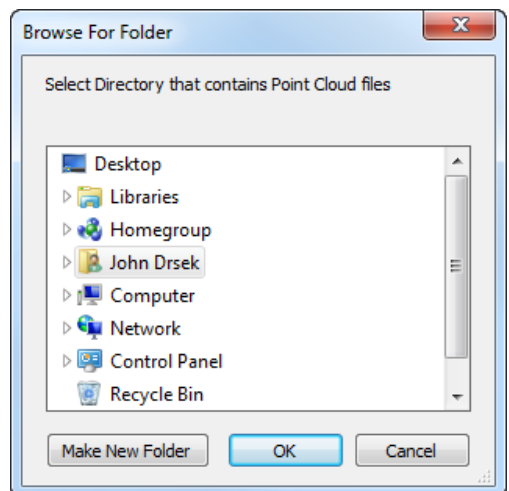 Browse For Folder
Select Directory that contains Point Cloud files
Desktop
Libraries
Homegroup
John Drsek
Computer
Network
Control Panel
Recycle Bin
Make New Folder OK Cancel